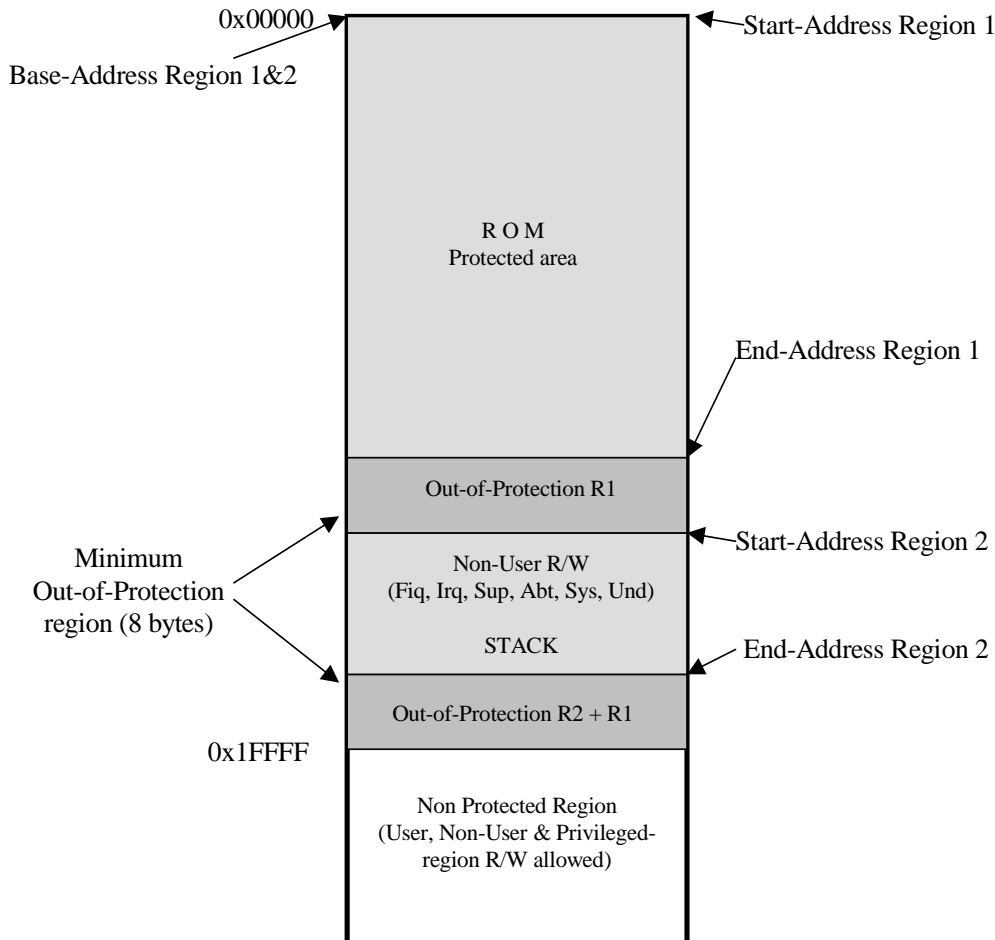 0x00000
Start-Address Region 1
Base-Address Region 1&2
R O M
Protected area
End-Address Region 1
Out-of-Protection R1
Start-Address Region 2
Minimum
Out-of-Protection
region (8 bytes)
Non-User R/W
(Fiq, Irq, Sup, Abt, Sys, Und)
STACK
End-Address Region 2
Out-of-Protection R2 + R1
0x1FFFF
Non Protected Region
(User, Non-User & Privileged-
region R/W allowed)